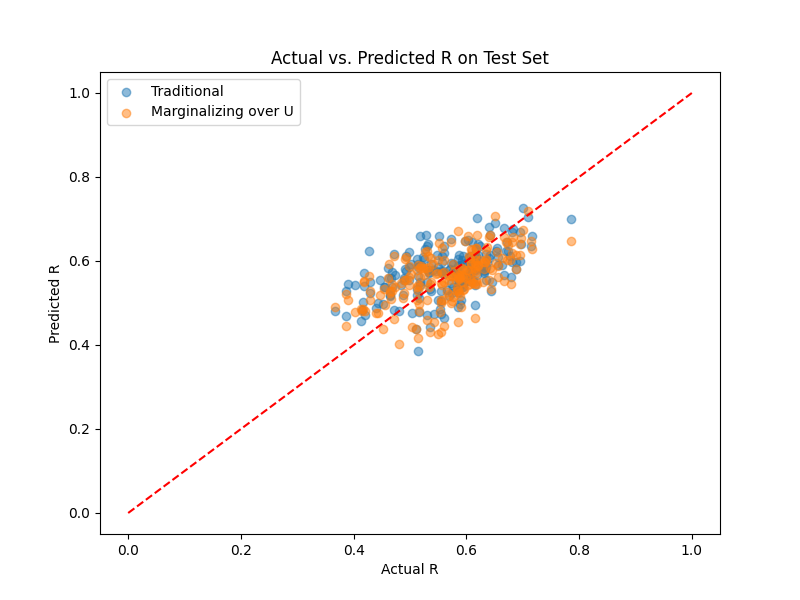 Actual vs. Predicted R on Test Set
Traditional
Marginalizing over U
1.0
0.8
0.6
0.4
0.2
0.0
Predicted R
0.0 0.2 0.4 0.6 0.8 1.0
Actual R